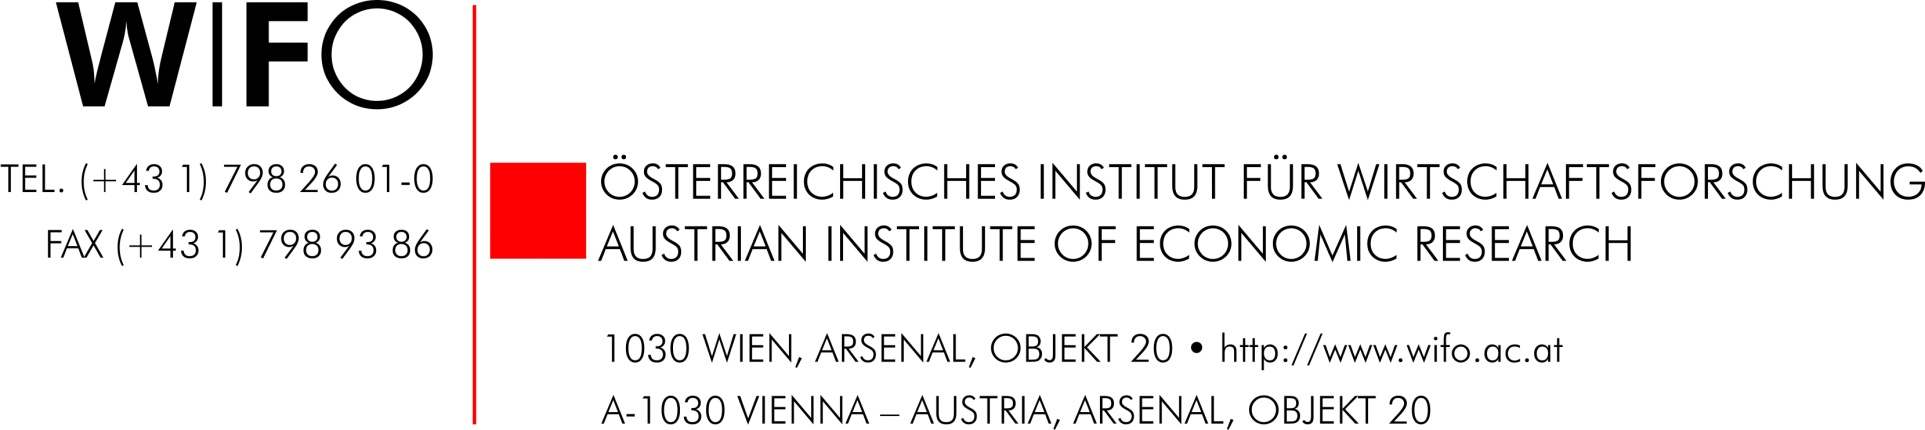 WIFO
TEL. (+43 1) 798 26 01-0
FAX (+43 1) 798 93 86
ÖSTERREICHISCHES INSTITUT FÜR WIRTSCHAFTSFORSCHUNG
AUSTRIAN INSTITUTE OF ECONOMIC RESEARCH
1030 WIEN, ARSENAL, OBJEKT 20 • http://www.wifo.ac.at
A-1030 VIENNA – AUSTRIA, ARSENAL, OBJEKT 20